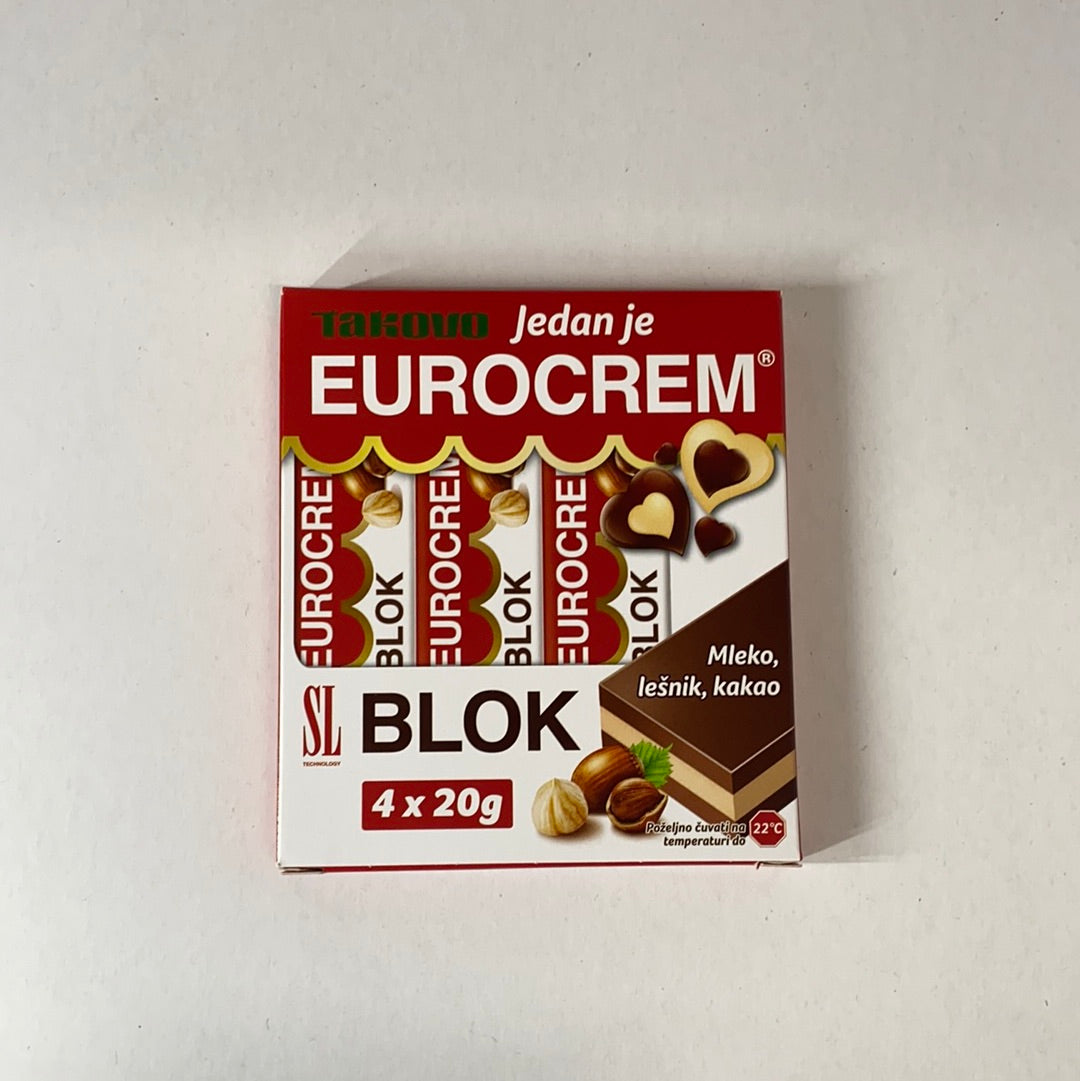 Takovo Jedan je
EUROCREM®
EUROCREM
BLOK
EUROCREM
BLOK
EUROCREM
BLOK
Mleko,
lešnik, kakao
SL
TECHNOLOGY
BLOK
4 x 20g
Poželjno čuvati na
temperaturi do
22°C